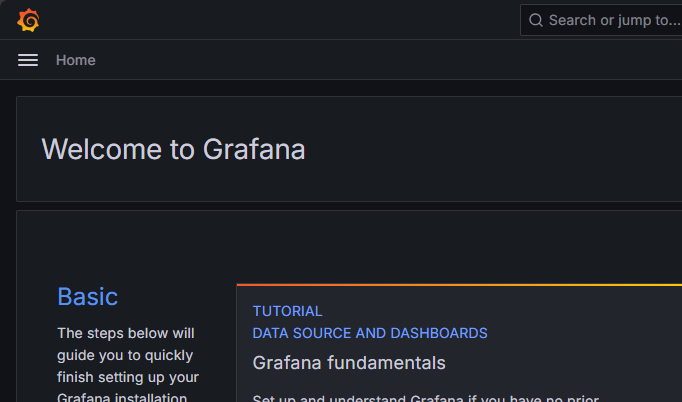 Search or jump to...
Home
Welcome to Grafana
Basic
The steps below will
guide you to quickly
finish setting up your
Grafana installation
TUTORIAL
DATA SOURCE AND DASHBOARDS
Grafana fundamentals
Set up and understand Grafana if you have no prior